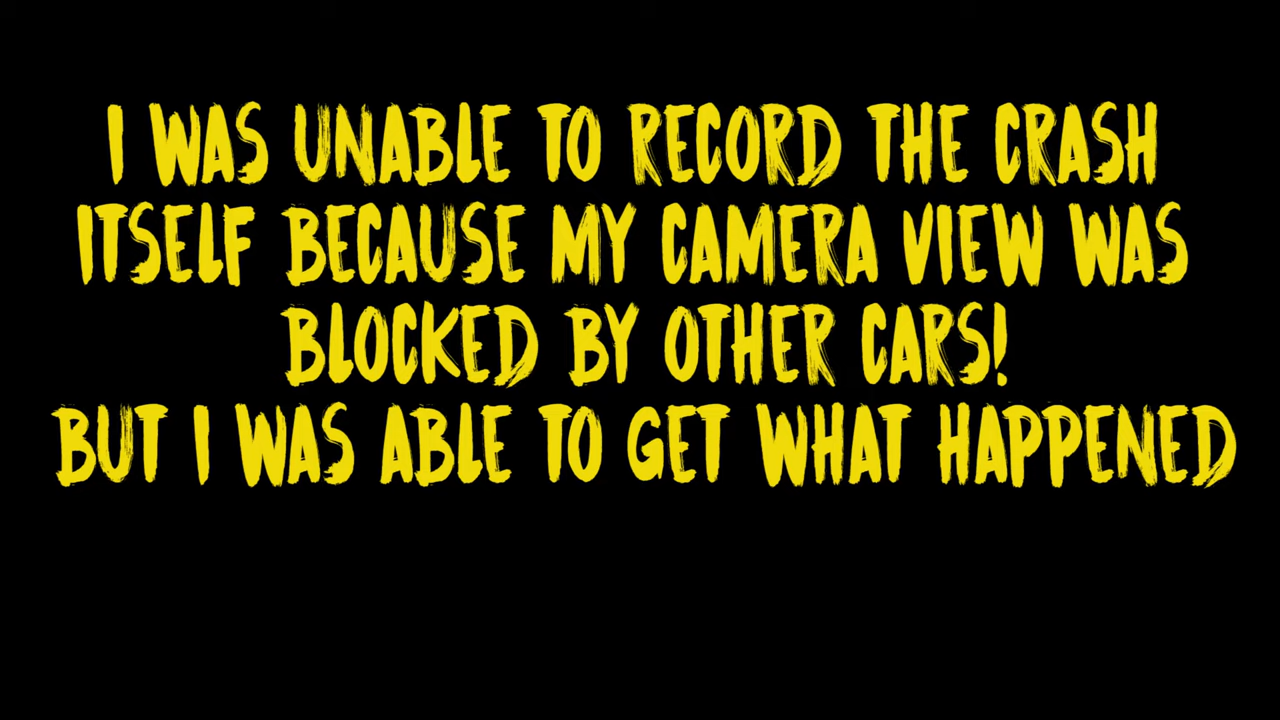 I WAS UNABLE TO RECORD THE CRASH
ITSELF BECAUSE MY CAMERA VIEW WAS
BLOCKED BY OTHER CARS!
BUT I WAS ABLE TO GET WHAT HAPPENED